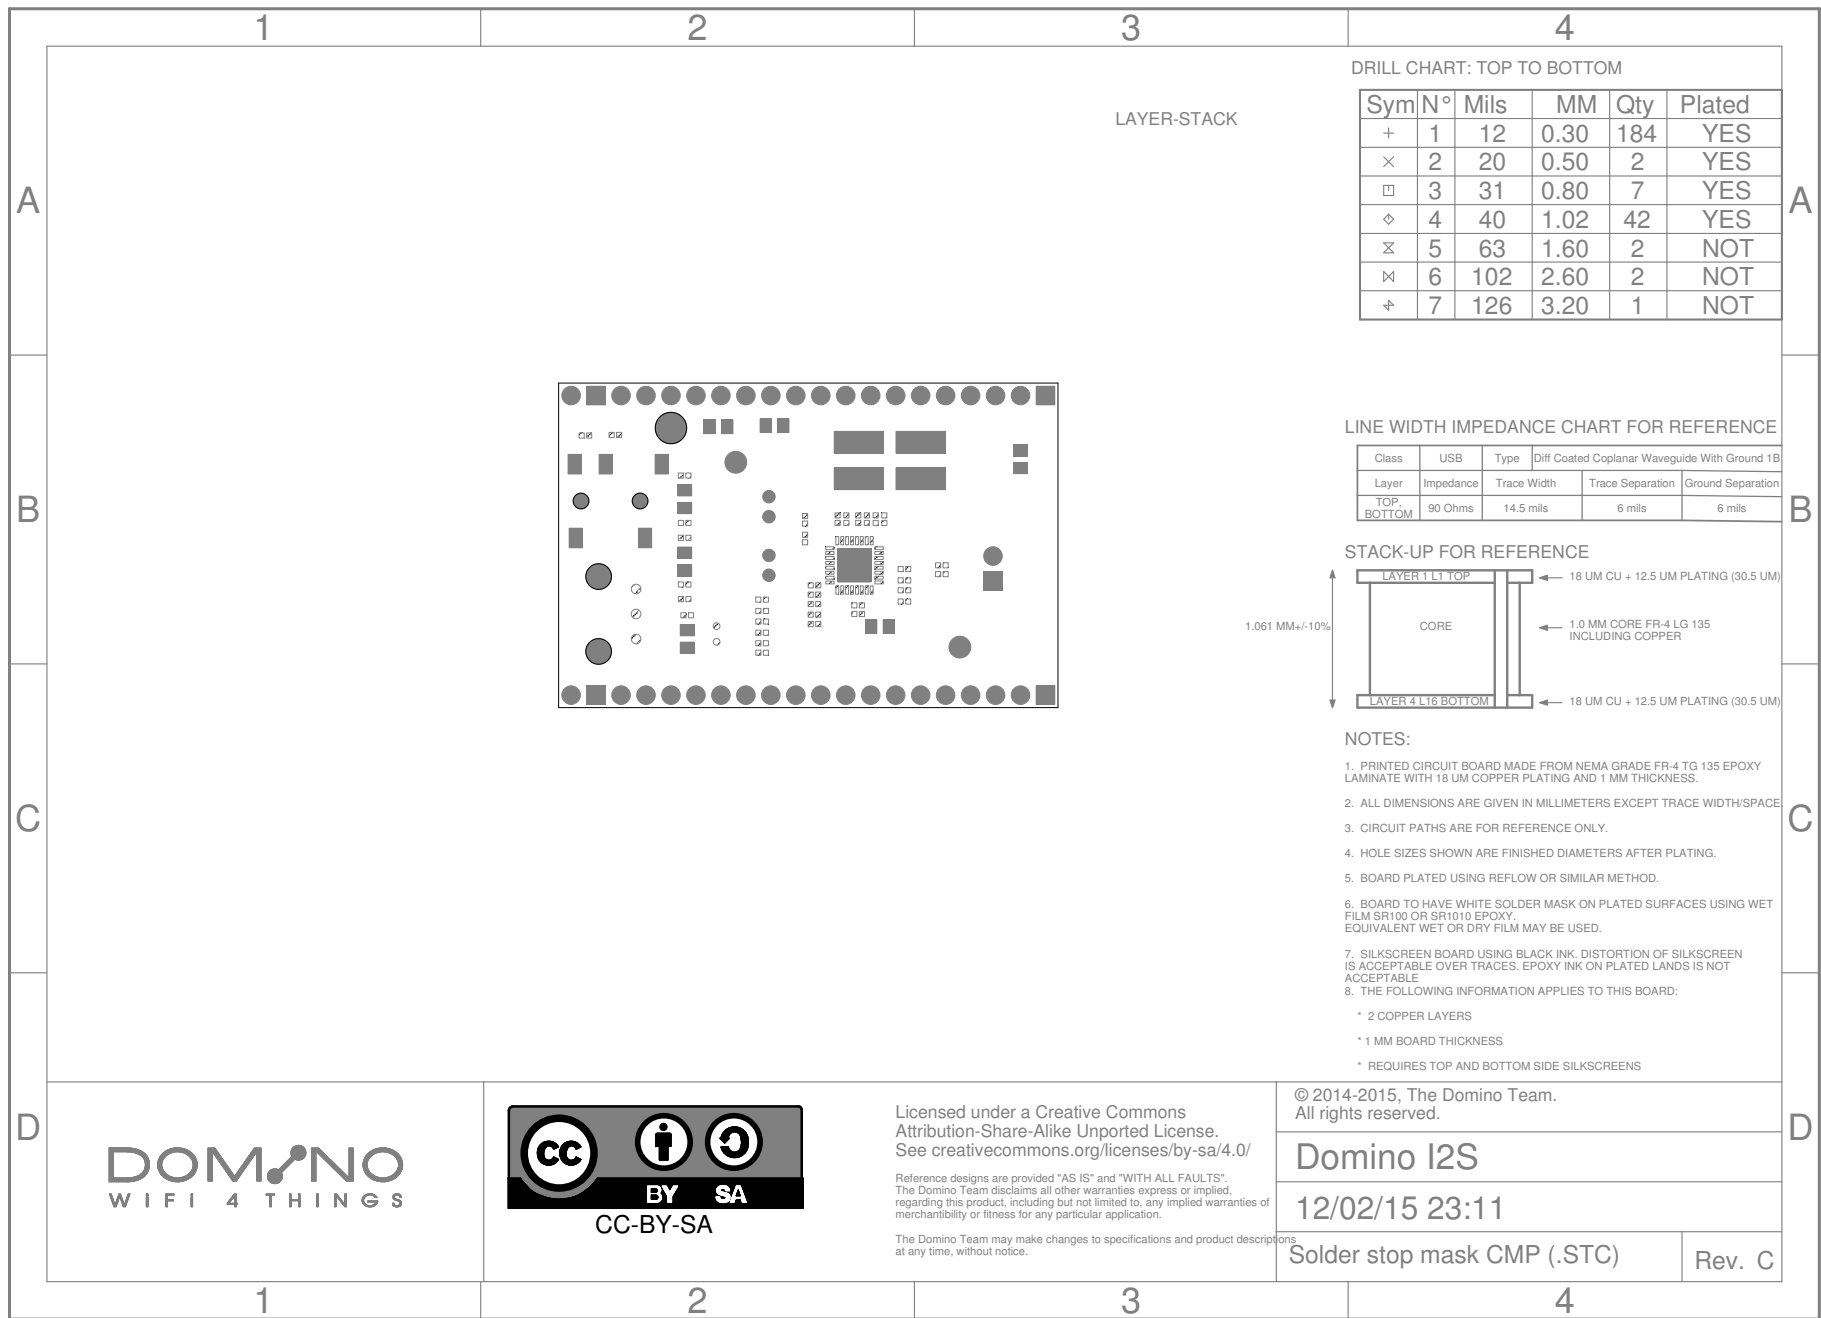 1 2 3 4
A
B
C
D
A
B
C
D
LAYER-STACK
DRILL CHART: TOP TO BOTTOM
Sym N° Mils MM Qty Plated
1 12 0.30 184 YES
2 20 0.50 2 YES
3 31 0.80 7 YES
4 40 1.02 42 YES
5 63 1.60 2 NOT
6 102 2.60 2 NOT
7 126 3.20 1 NOT
LINE WIDTH IMPEDANCE CHART FOR REFERENCE
Class USB Type Diff Coated Coplanar Waveguide With Ground 1B
Layer Impedance Trace Width Trace Separation Ground Separation
TOP,
BOTTOM 90 Ohms 14.5 mils 6 mils 6 mils
STACK-UP FOR REFERENCE
LAYER 1 L1 TOP 18 UM CU + 12.5 UM PLATING (30.5 UM)
1.061 MM+/-10% CORE 1.0 MM CORE FR-4 LG 135
INCLUDING COPPER
LAYER 4 L16 BOTTOM 18 UM CU + 12.5 UM PLATING (30.5 UM)
NOTES:
1. PRINTED CIRCUIT BOARD MADE FROM NEMA GRADE FR-4 TG 135 EPOXY
LAMINATE WITH 18 UM COPPER PLATING AND 1 MM THICKNESS.
2. ALL DIMENSIONS ARE GIVEN IN MILLIMETERS EXCEPT TRACE WIDTH/SPACE
3. CIRCUIT PATHS ARE FOR REFERENCE ONLY.
4. HOLE SIZES SHOWN ARE FINISHED DIAMETERS AFTER PLATING.
5. BOARD PLATED USING REFLOW OR SIMILAR METHOD.
6. BOARD TO HAVE WHITE SOLDER MASK ON PLATED SURFACES USING WET
FILM SR100 OR SR1010 EPOXY.
EQUIVALENT WET OR DRY FILM MAY BE USED.
7. SILKSCREEN BOARD USING BLACK INK. DISTORTION OF SILKSCREEN
IS ACCEPTABLE OVER TRACES. EPOXY INK ON PLATED LANDS IS NOT
ACCEPTABLE
8. THE FOLLOWING INFORMATION APPLIES TO THIS BOARD:
* 2 COPPER LAYERS
* 1 MM BOARD THICKNESS
* REQUIRES TOP AND BOTTOM SIDE SILKSCREENS
DOMINO
WIFI 4 THINGS
cc
BY SA
CC-BY-SA
Licensed under a Creative Commons
Attribution-Share-Alike Unported License.
See creativecommons.org/licenses/by-sa/4.0/
Reference designs are provided "AS IS" and "WITH ALL FAULTS".
The Domino Team disclaims all other warranties express or implied,
regarding this product, including but not limited to, any implied warranties of
merchantibility or fitness for any particular application.
The Domino Team may make changes to specifications and product descriptions
at any time, without notice.
© 2014-2015, The Domino Team.
All rights reserved.
Domino I2S
12/02/15 23:11
Solder stop mask CMP (.STC)
Rev. C
1 2 3 4